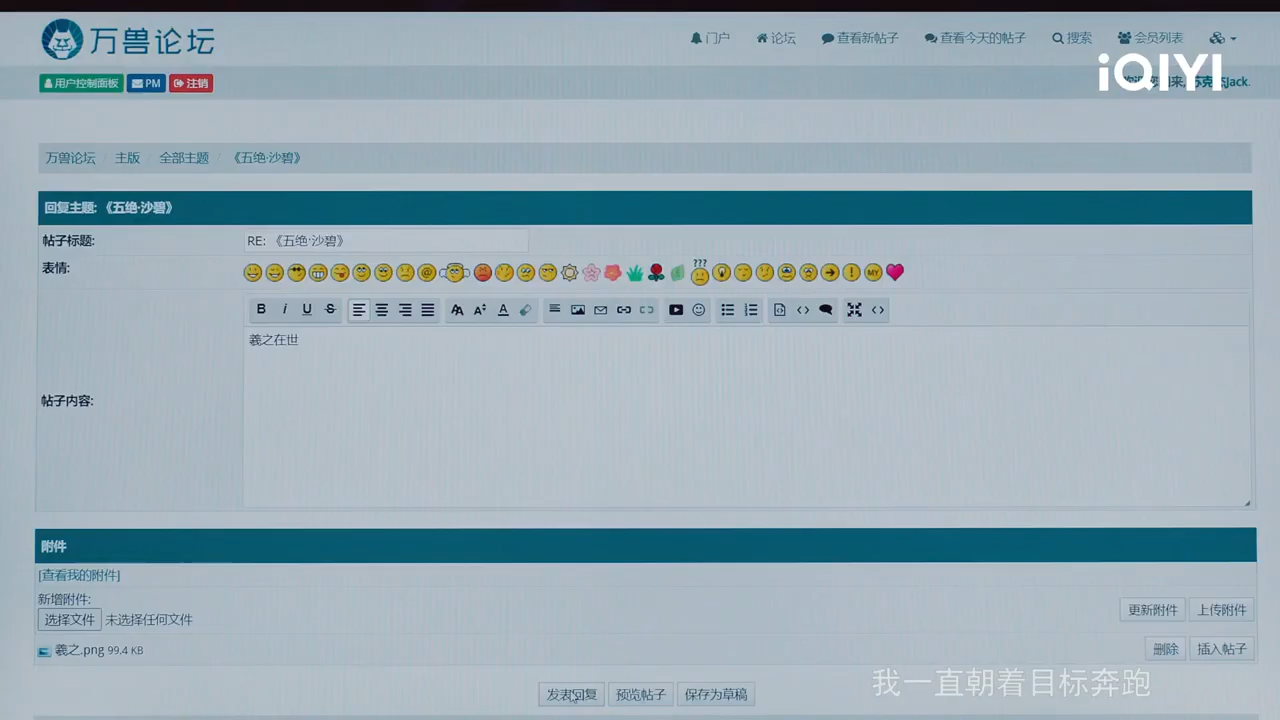 万兽论坛
门户 论坛 查看新帖子 查看今天的帖子 搜索 会员列表
iQIYI
用户控制面板 PM 注销
Jack.
万兽论坛 / 主版 / 全部主题 / 《五绝·沙碧》
回复主题: 《五绝·沙碧》
帖子标题: RE: 《五绝·沙碧》
表情:
B i U S
羲之在世
帖子内容:
附件
[查看我的附件]
新增附件:
选择文件 未选择任何文件 更新附件 上传附件
羲之.png 99.4 KB 删除 插入帖子
发表回复 预览帖子 保存为草稿
我一直朝着目标奔跑